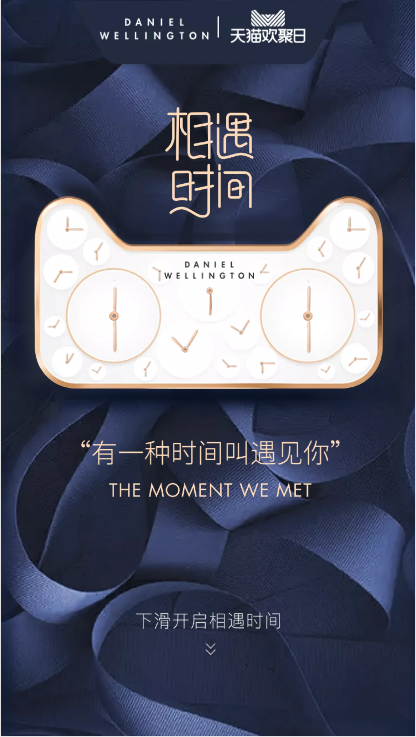 DANIEL
WELLINGTON
天猫欢聚日
相遇
时间
DANIEL
WELLINGTON
“有一种时间叫遇见你”
THE MOMENT WE MET
下滑开启相遇时间